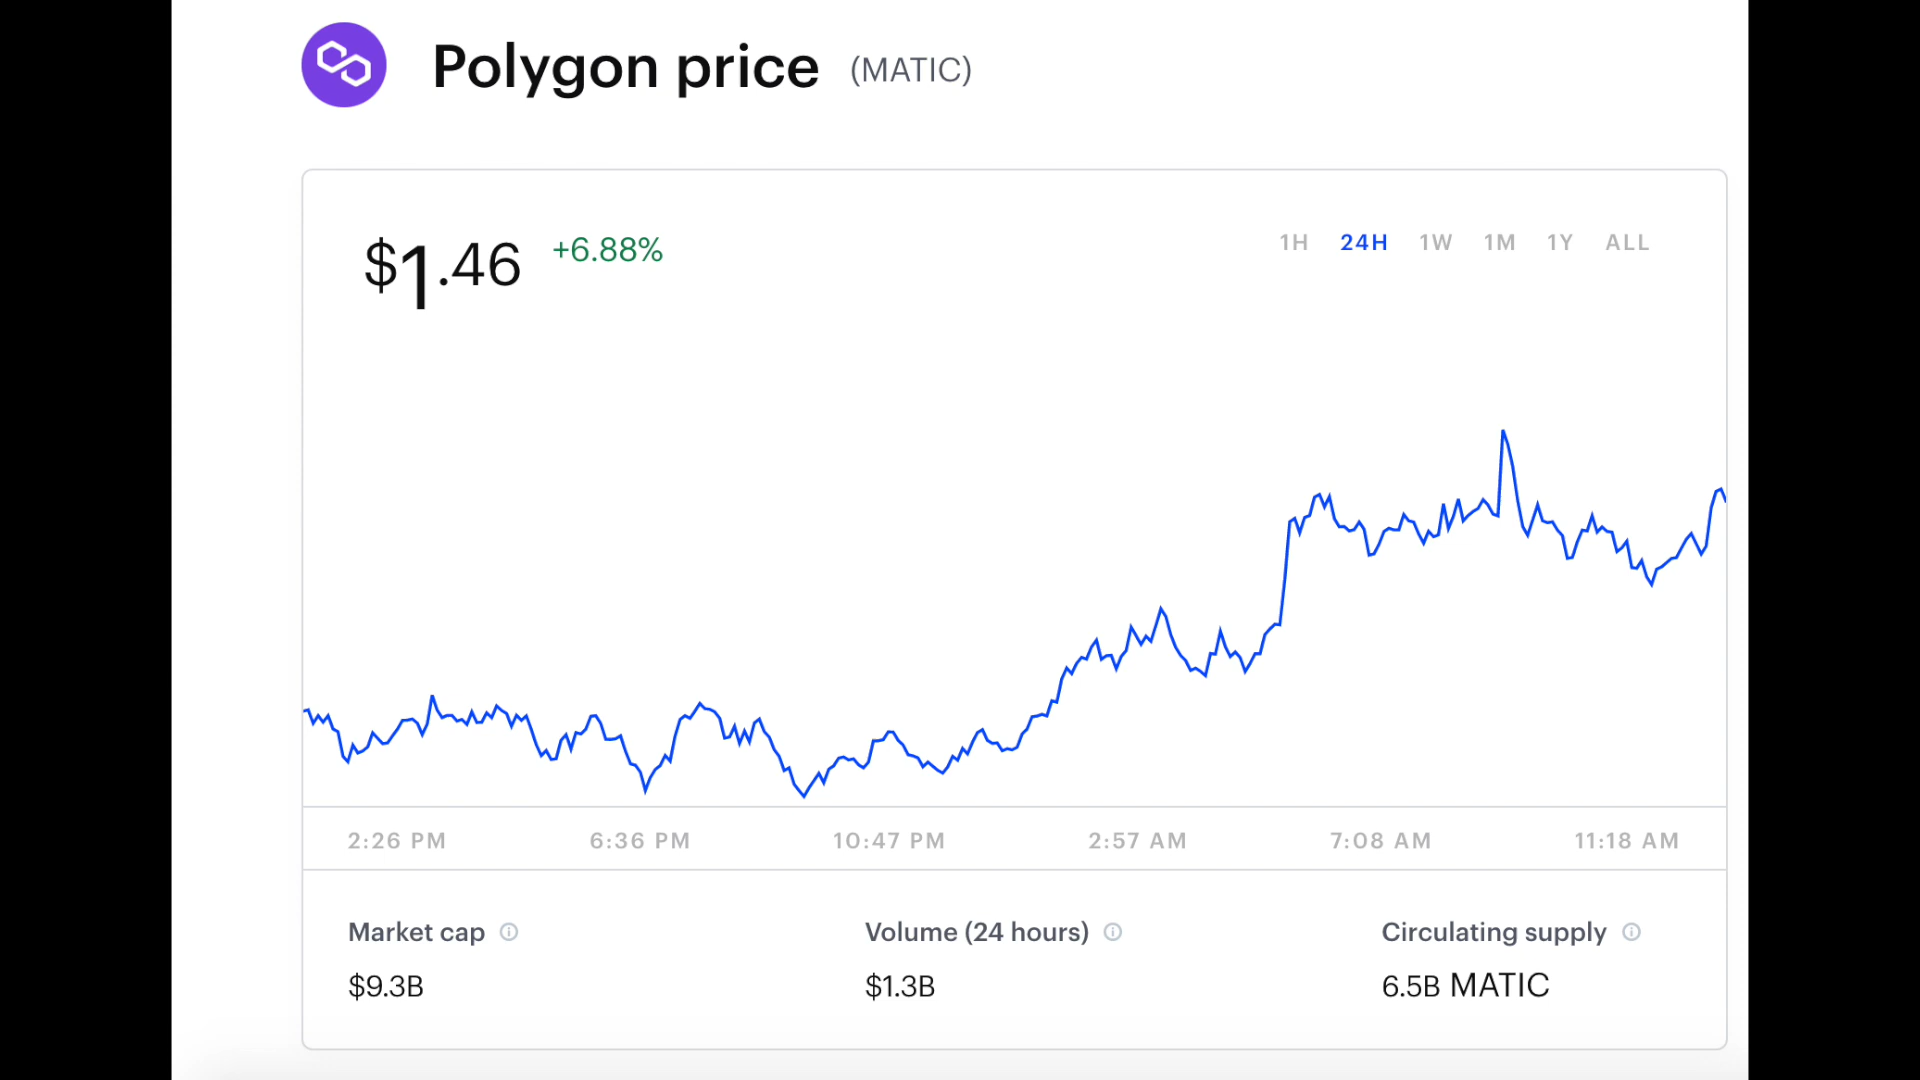 Polygon price (MATIC)
$1.46 +6.88%
1H 24H 1W 1M 1Y ALL
2:26 PM 6:36 PM 10:47 PM 2:57 AM 7:08 AM 11:18 AM
Market cap Volume (24 hours) Circulating supply
$9.3B $1.3B 6.5B MATIC